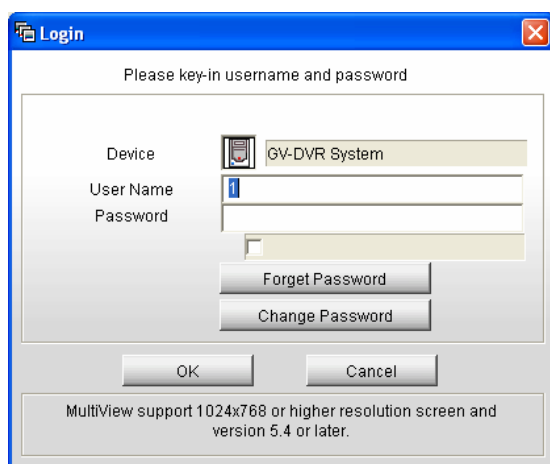 Login
Please key-in username and password
Device GV-DVR System
User Name 1
Password
Forget Password
Change Password
OK Cancel
MultiView support 1024x768 or higher resolution screen and
version 5.4 or later.